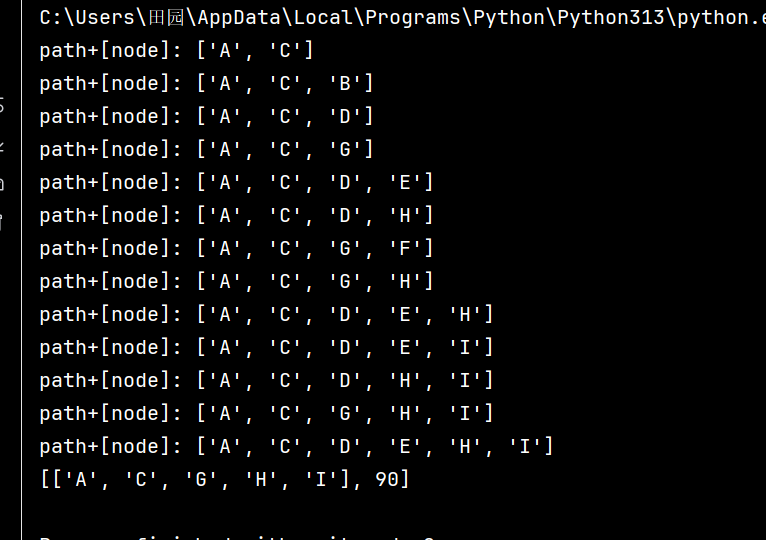 C:\Users\田园\AppData\Local\Programs\Python\Python313\python.e
path+[node]: ['A', 'C']
path+[node]: ['A', 'C', 'B']
path+[node]: ['A', 'C', 'D']
path+[node]: ['A', 'C', 'G']
path+[node]: ['A', 'C', 'D', 'E']
path+[node]: ['A', 'C', 'D', 'H']
path+[node]: ['A', 'C', 'G', 'F']
path+[node]: ['A', 'C', 'G', 'H']
path+[node]: ['A', 'C', 'D', 'E', 'H']
path+[node]: ['A', 'C', 'D', 'E', 'I']
path+[node]: ['A', 'C', 'D', 'H', 'I']
path+[node]: ['A', 'C', 'G', 'H', 'I']
path+[node]: ['A', 'C', 'D', 'E', 'H', 'I']
[['A', 'C', 'G', 'H', 'I'], 90]